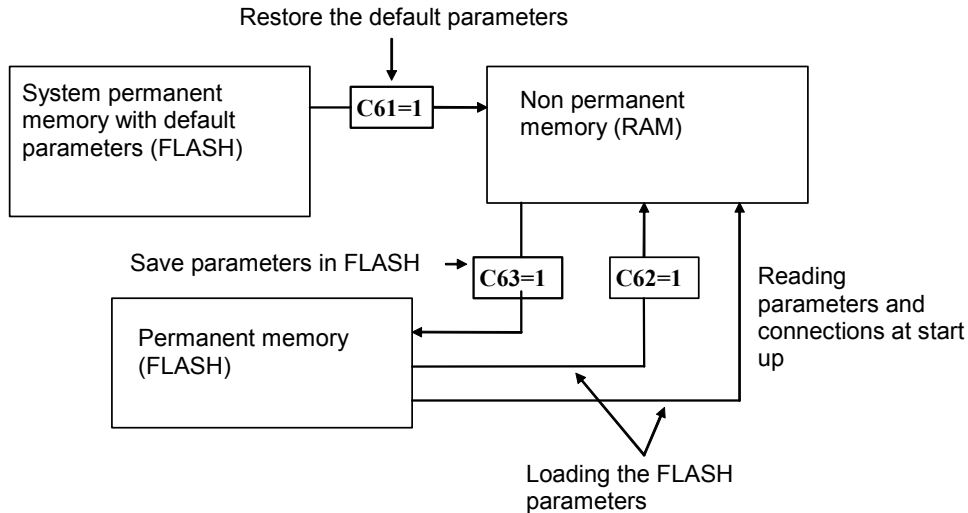 Restore the default parameters
System permanent
memory with default
parameters (FLASH)
C61=1
Non permanent
memory (RAM)
Save parameters in FLASH
C63=1
C62=1
Reading
parameters and
connections at start
up
Permanent memory
(FLASH)
Loading the FLASH
parameters